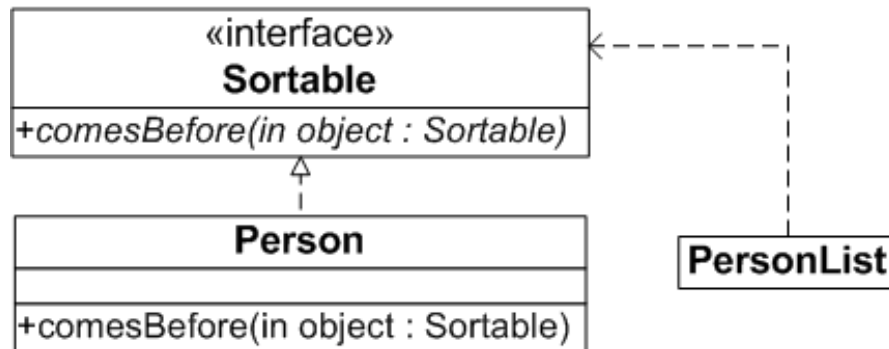 «interface»
Sortable
+comesBefore(in object : Sortable)
Person
+comesBefore(in object : Sortable)
PersonList